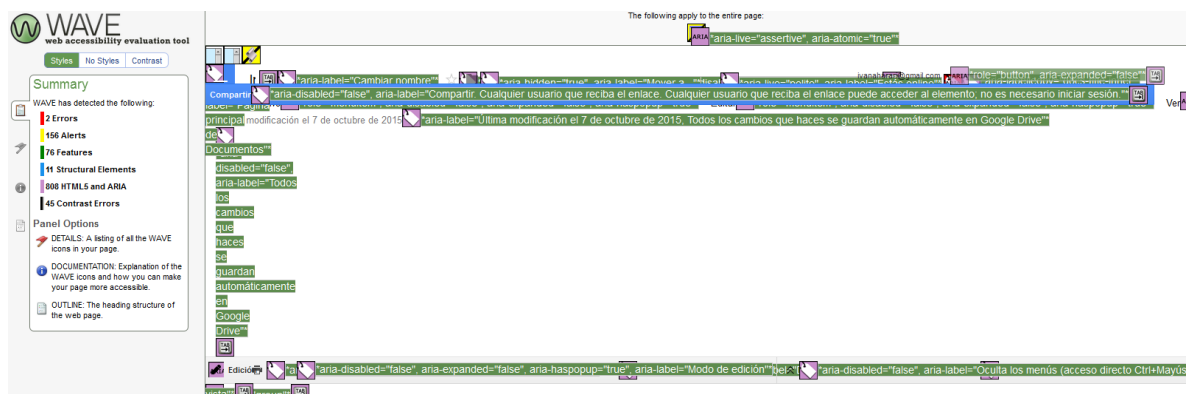 WAVE
web accessibility evaluation tool
Styles No Styles Contrast
Summary
WAVE has detected the following:
2 Errors
156 Alerts
76 Features
11 Structural Elements
808 HTML5 and ARIA
45 Contrast Errors
Panel Options
DETAILS: A listing of all the WAVE
icons in your page.
DOCUMENTATION: Explanation of the
WAVE icons and how you can make
your page more accessible.
OUTLINE: The heading structure of
the web page.
The following apply to the entire page:
ARIA *"aria-live="assertive", aria-atomic="true"*
*"aria-label="Cambiar nombre"* *"role="button", aria-expanded="false"*
Compartir *"aria-disabled="false", aria-label="Compartir. Cualquier usuario que reciba el enlace. Cualquier usuario que reciba el enlace puede acceder al elemento, no es necesario iniciar sesión."* TAB
Ver
principal modificación el 7 de octubre de 2015 *"aria-label="Última modificación el 7 de octubre de 2015, Todos los cambios que haces se guardan automáticamente en Google Drive"*
de
Documentos"*
disabled="false",
aria-label="Todos
los
cambios
que
haces
se
guardan
automáticamente
en
Google
Drive"*
TAB
Edición *"aria-disabled="false", aria-expanded="false", aria-haspopup="true", aria-label="Modo de edición"* *"aria-disabled="false", aria-label="Oculta los menús (acceso directo Ctrl+Mayús